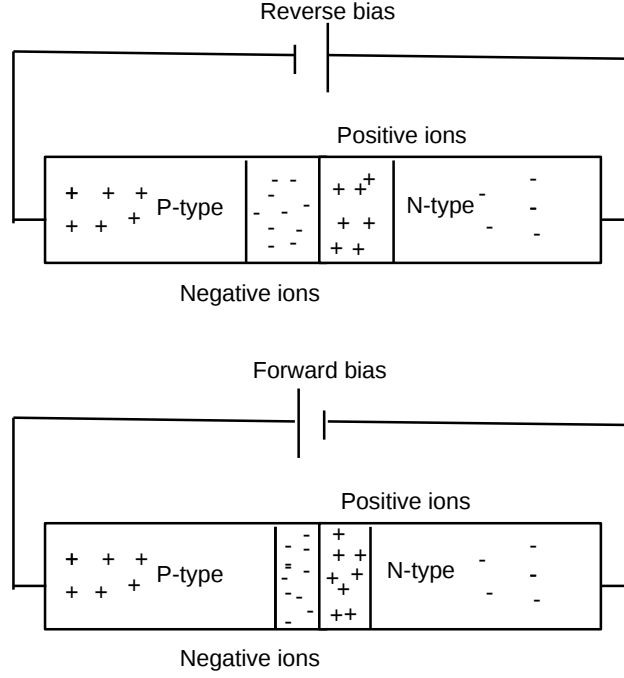 Reverse bias
Positive ions
P-type
N-type
Negative ions
Forward bias
Positive ions
P-type
N-type
Negative ions